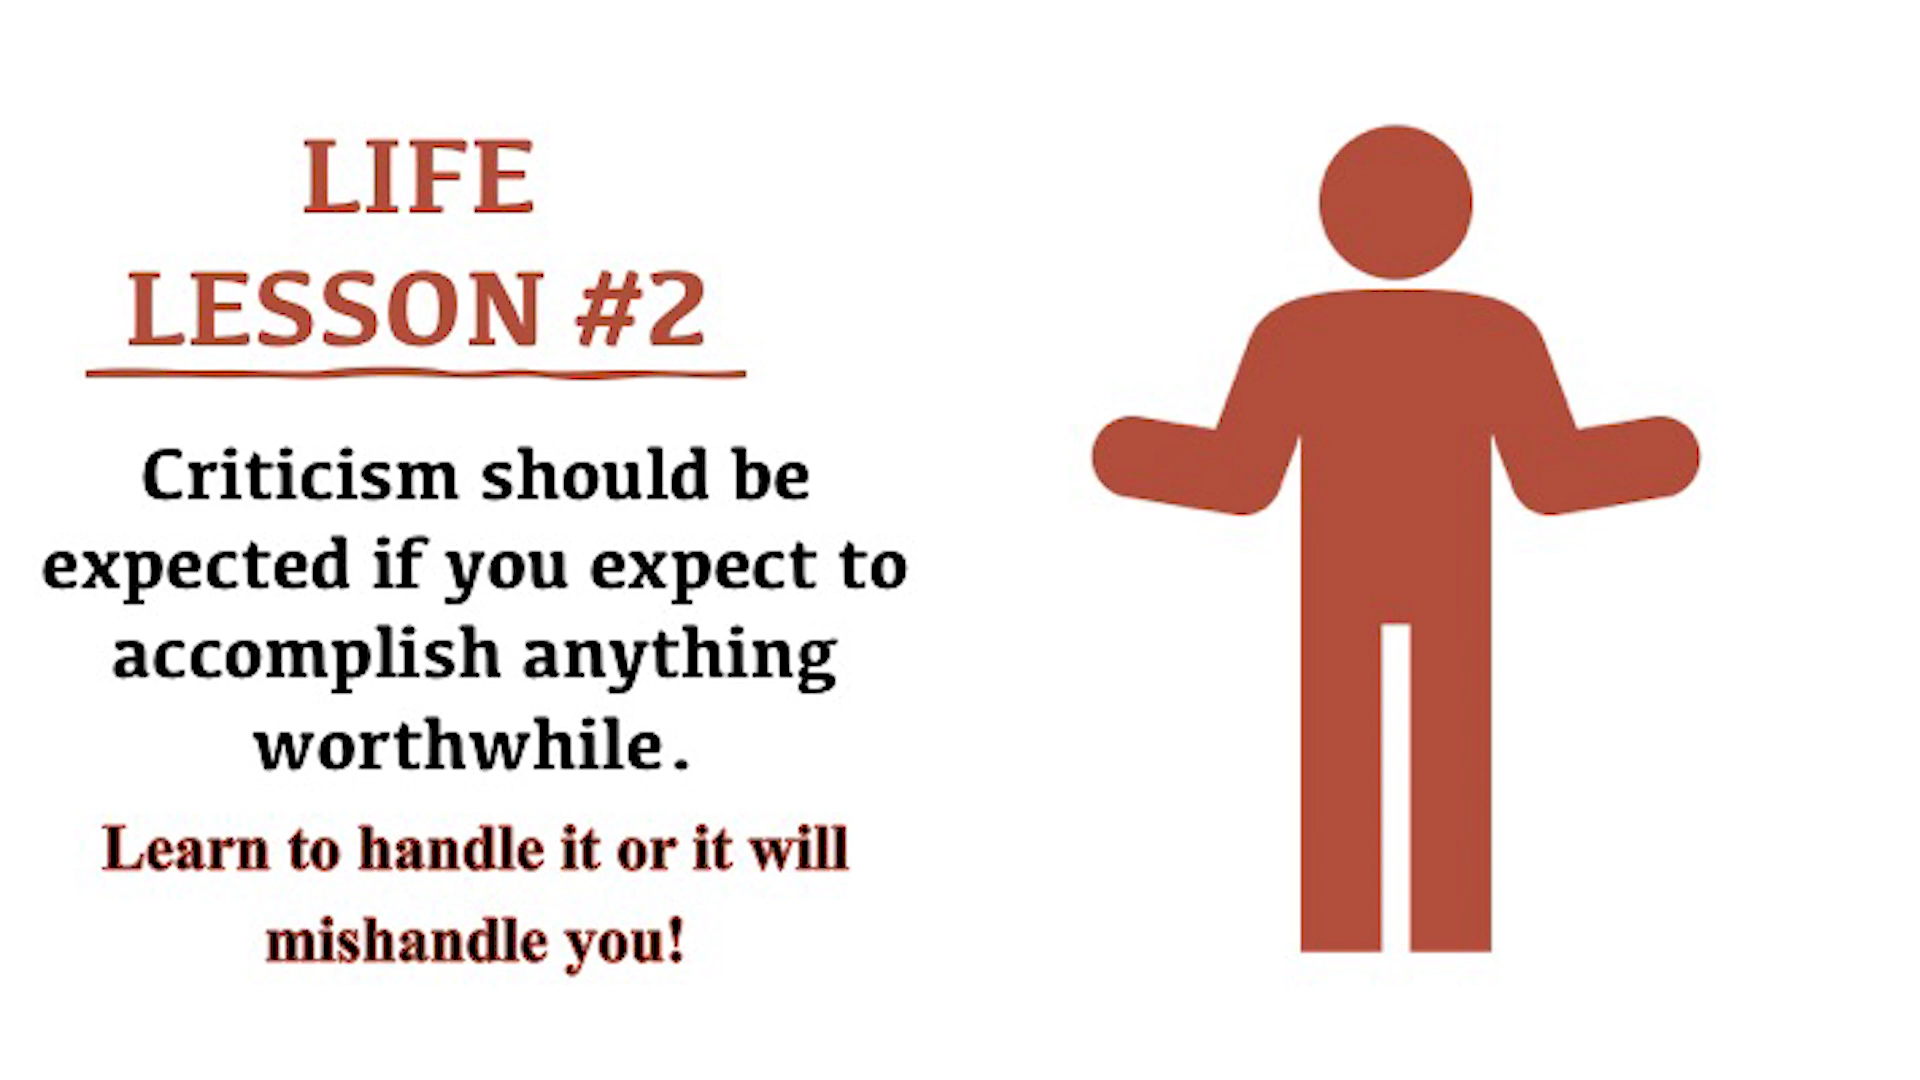 LIFE
LESSON #2
Criticism should be
expected if you expect to
accomplish anything
worthwhile.
Learn to handle it or it will
mishandle you!